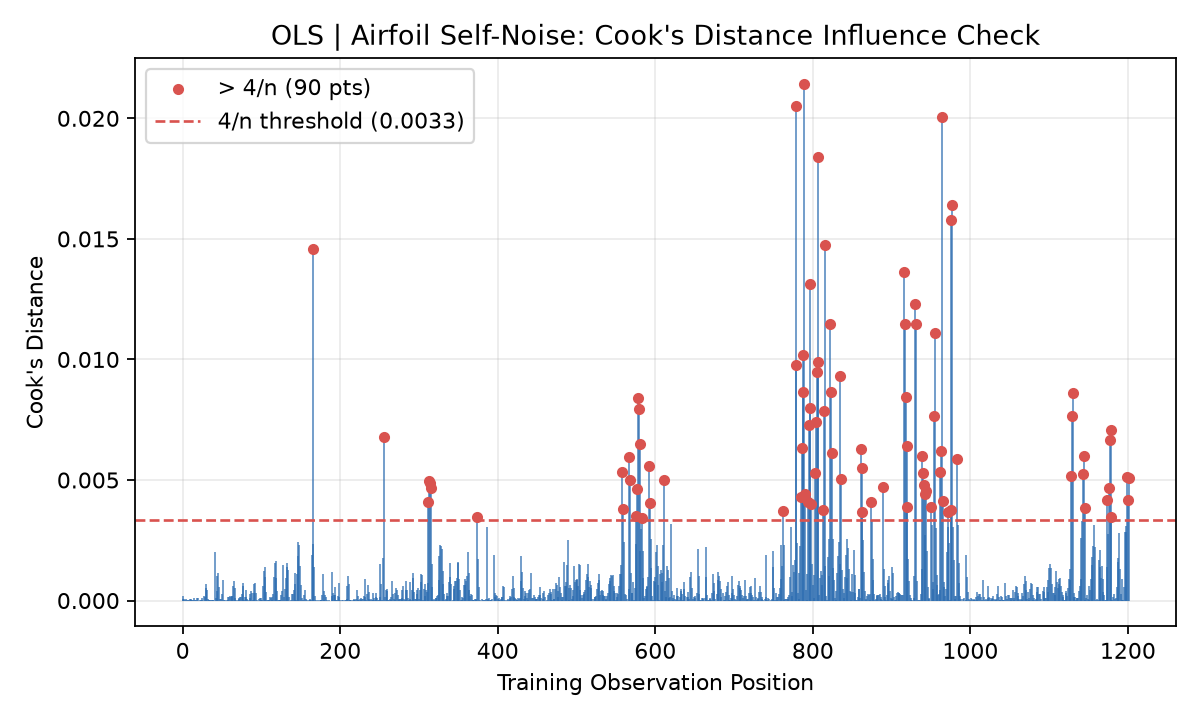 OLS | Airfoil Self-Noise: Cook's Distance Influence Check
> 4/n (90 pts)
4/n threshold (0.0033)
Cook's Distance
0.020
0.015
0.010
0.005
0.000
0 200 400 600 800 1000 1200
Training Observation Position